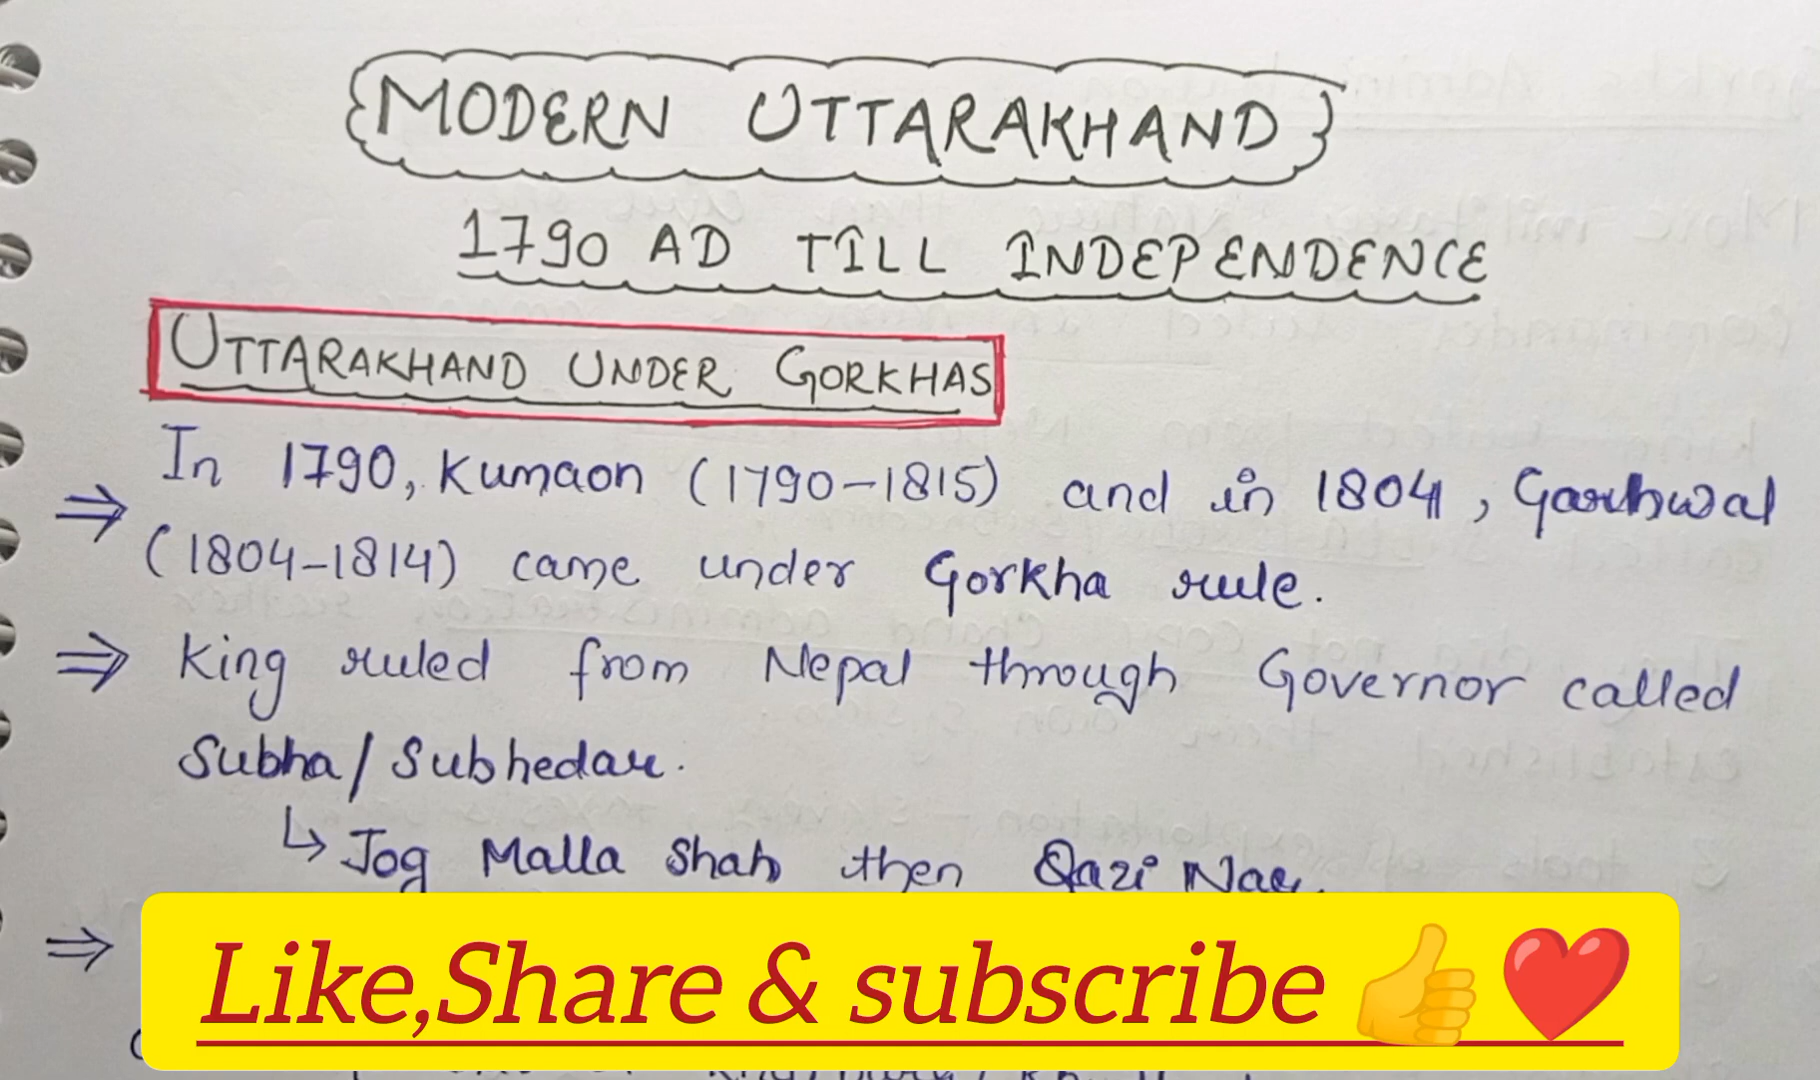 MODERN UTTARAKHAND
1790 AD TILL INDEPENDENCE
UTTARAKHAND UNDER GORKHAS
⇒ In 1790, Kumaon (1790-1815) and in 1804, Garhwal
(1804-1814) came under Gorkha rule.
⇒ King ruled from Nepal through Governor called
Subha/Subhedar.
↳ Jog Malla Shah then Qazi
⇒
Like,Share & subscribe 👍❤️